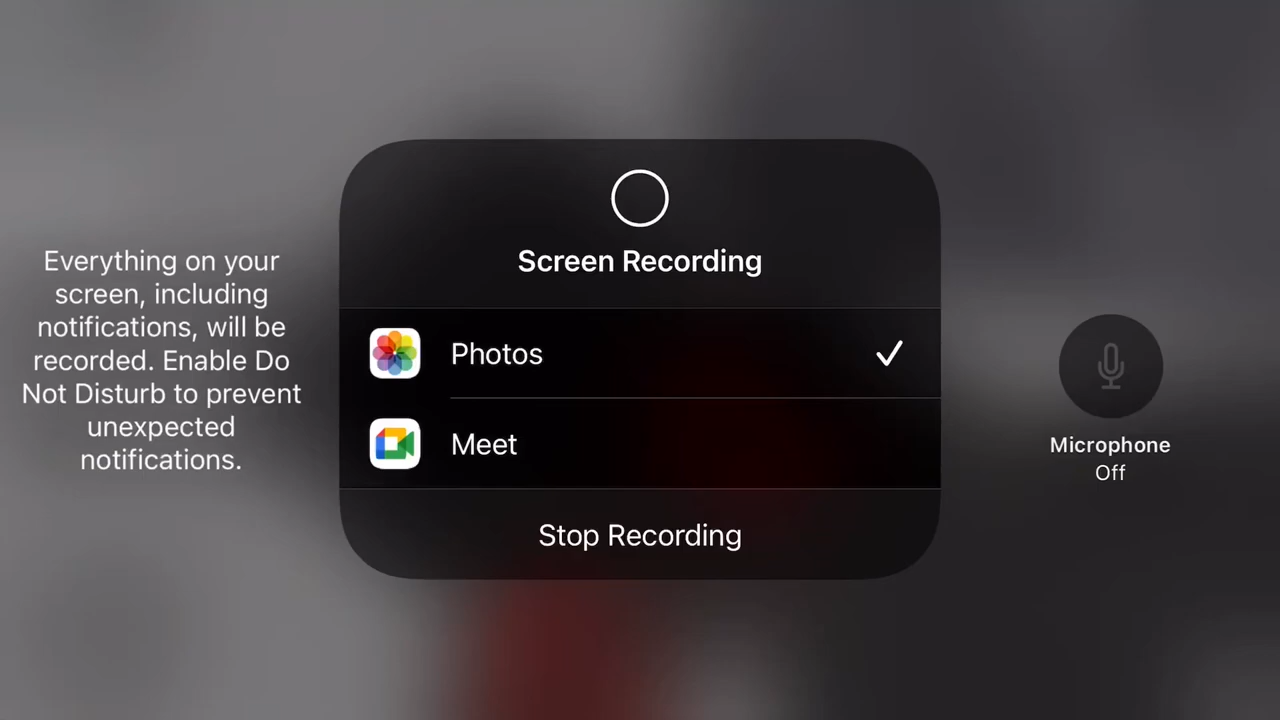 Everything on your
screen, including
notifications, will be
recorded. Enable Do
Not Disturb to prevent
unexpected
notifications.
Screen Recording
Photos
Meet
Stop Recording
Microphone
Off